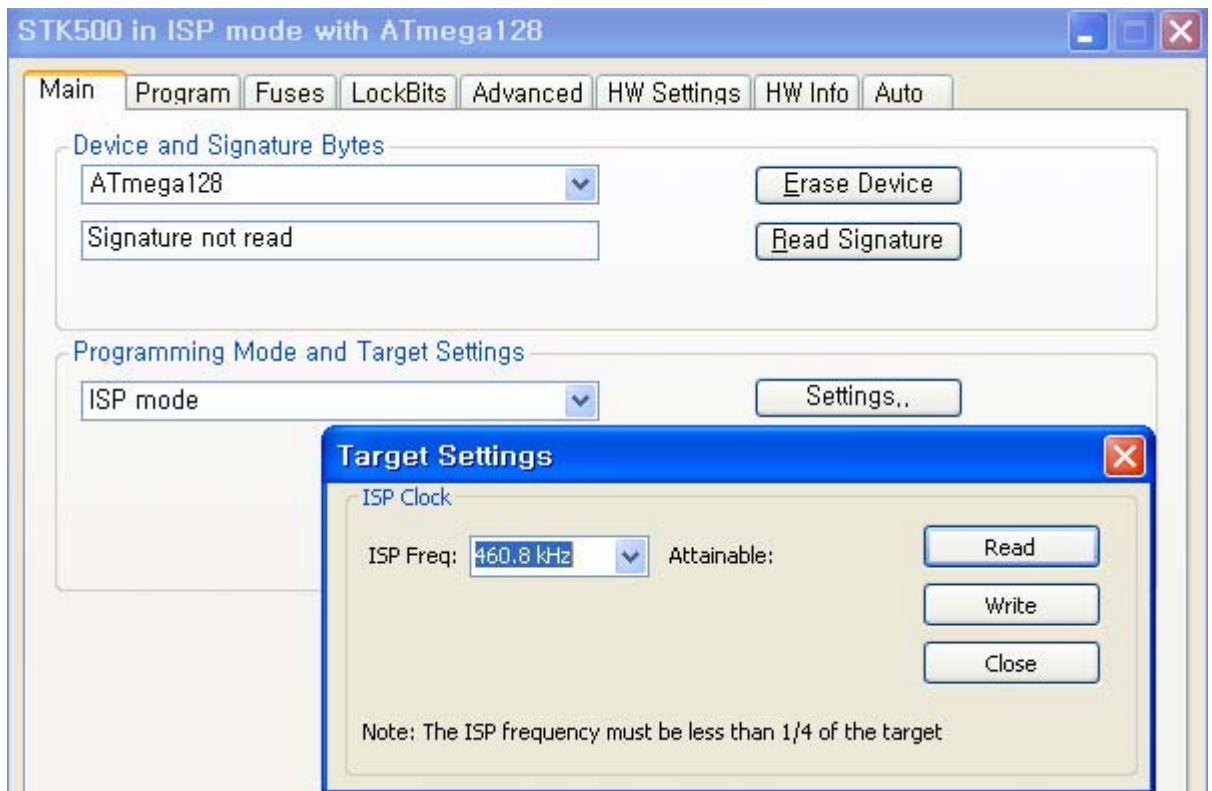 STK500 in ISP mode with ATmega128
Main Program Fuses LockBits Advanced HW Settings HW Info Auto
Device and Signature Bytes
ATmega128
Erase Device
Signature not read
Read Signature
Programming Mode and Target Settings
ISP mode
Settings..
Target Settings
ISP Clock
ISP Freq: 460.8 kHz Attainable:
Read
Write
Close
Note: The ISP frequency must be less than 1/4 of the target